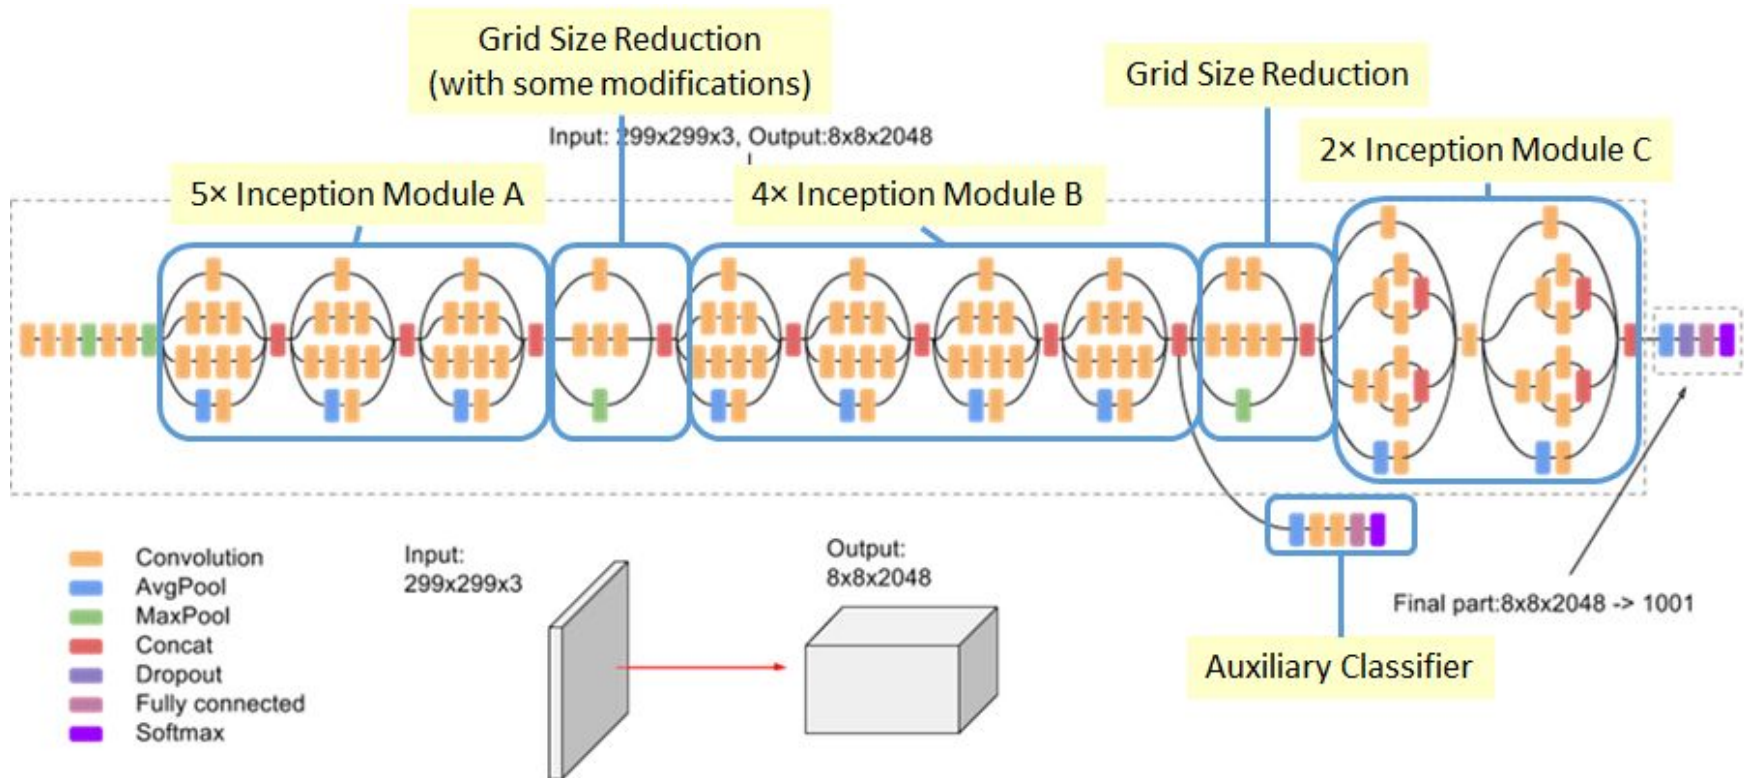 Grid Size Reduction
(with some modifications)
Grid Size Reduction
Input: 299x299x3, Output:8x8x2048
2× Inception Module C
5× Inception Module A
4× Inception Module B
Convolution
AvgPool
MaxPool
Concat
Dropout
Fully connected
Softmax
Input:
299x299x3
Output:
8x8x2048
Final part:8x8x2048 -> 1001
Auxiliary Classifier